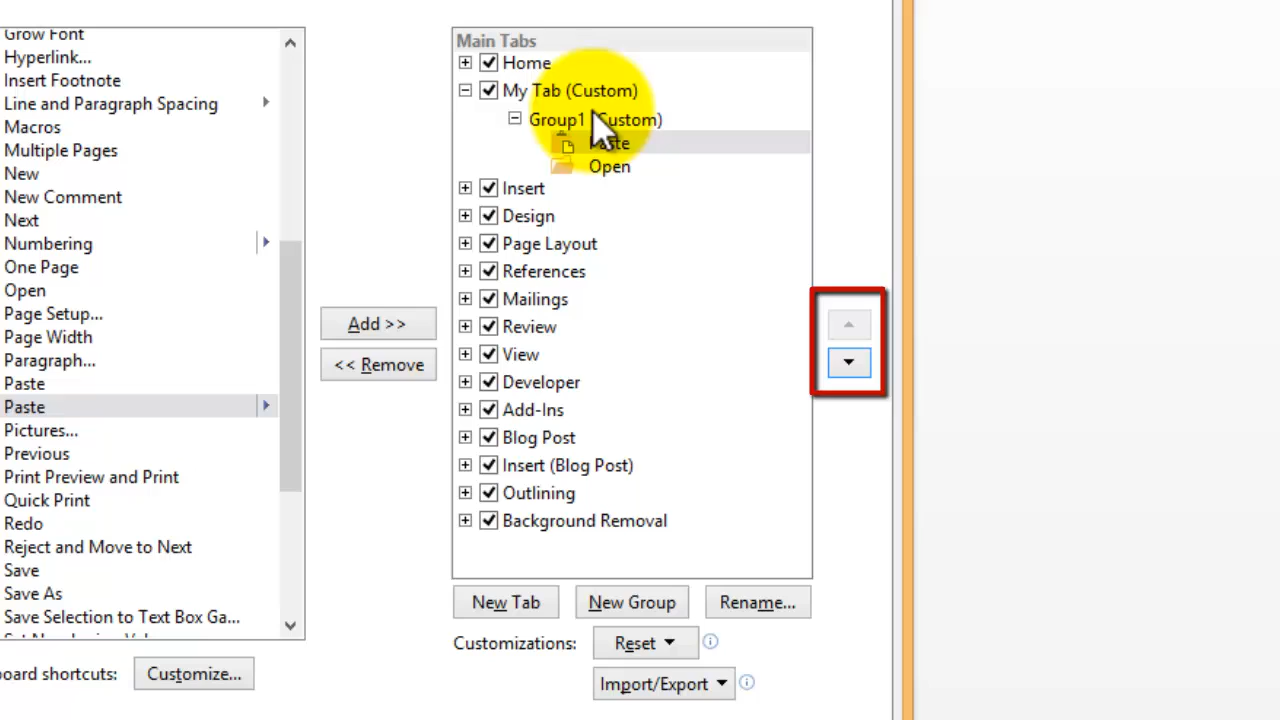 Grow Font
Hyperlink...
Insert Footnote
Line and Paragraph Spacing
Macros
Multiple Pages
New
New Comment
Next
Numbering
One Page
Open
Page Setup...
Page Width
Paragraph...
Paste
Paste
Pictures...
Previous
Print Preview and Print
Quick Print
Redo
Reject and Move to Next
Save
Save As
Save Selection to Text Box Ga...
Add >>
<< Remove
Main Tabs
Home
My Tab (Custom)
Group1 (Custom)
Paste
Open
Insert
Design
Page Layout
References
Mailings
Review
View
Developer
Add-Ins
Blog Post
Insert (Blog Post)
Outlining
Background Removal
New Tab
New Group
Rename...
Customizations:
Reset
Import/Export
shortcuts:
Customize...